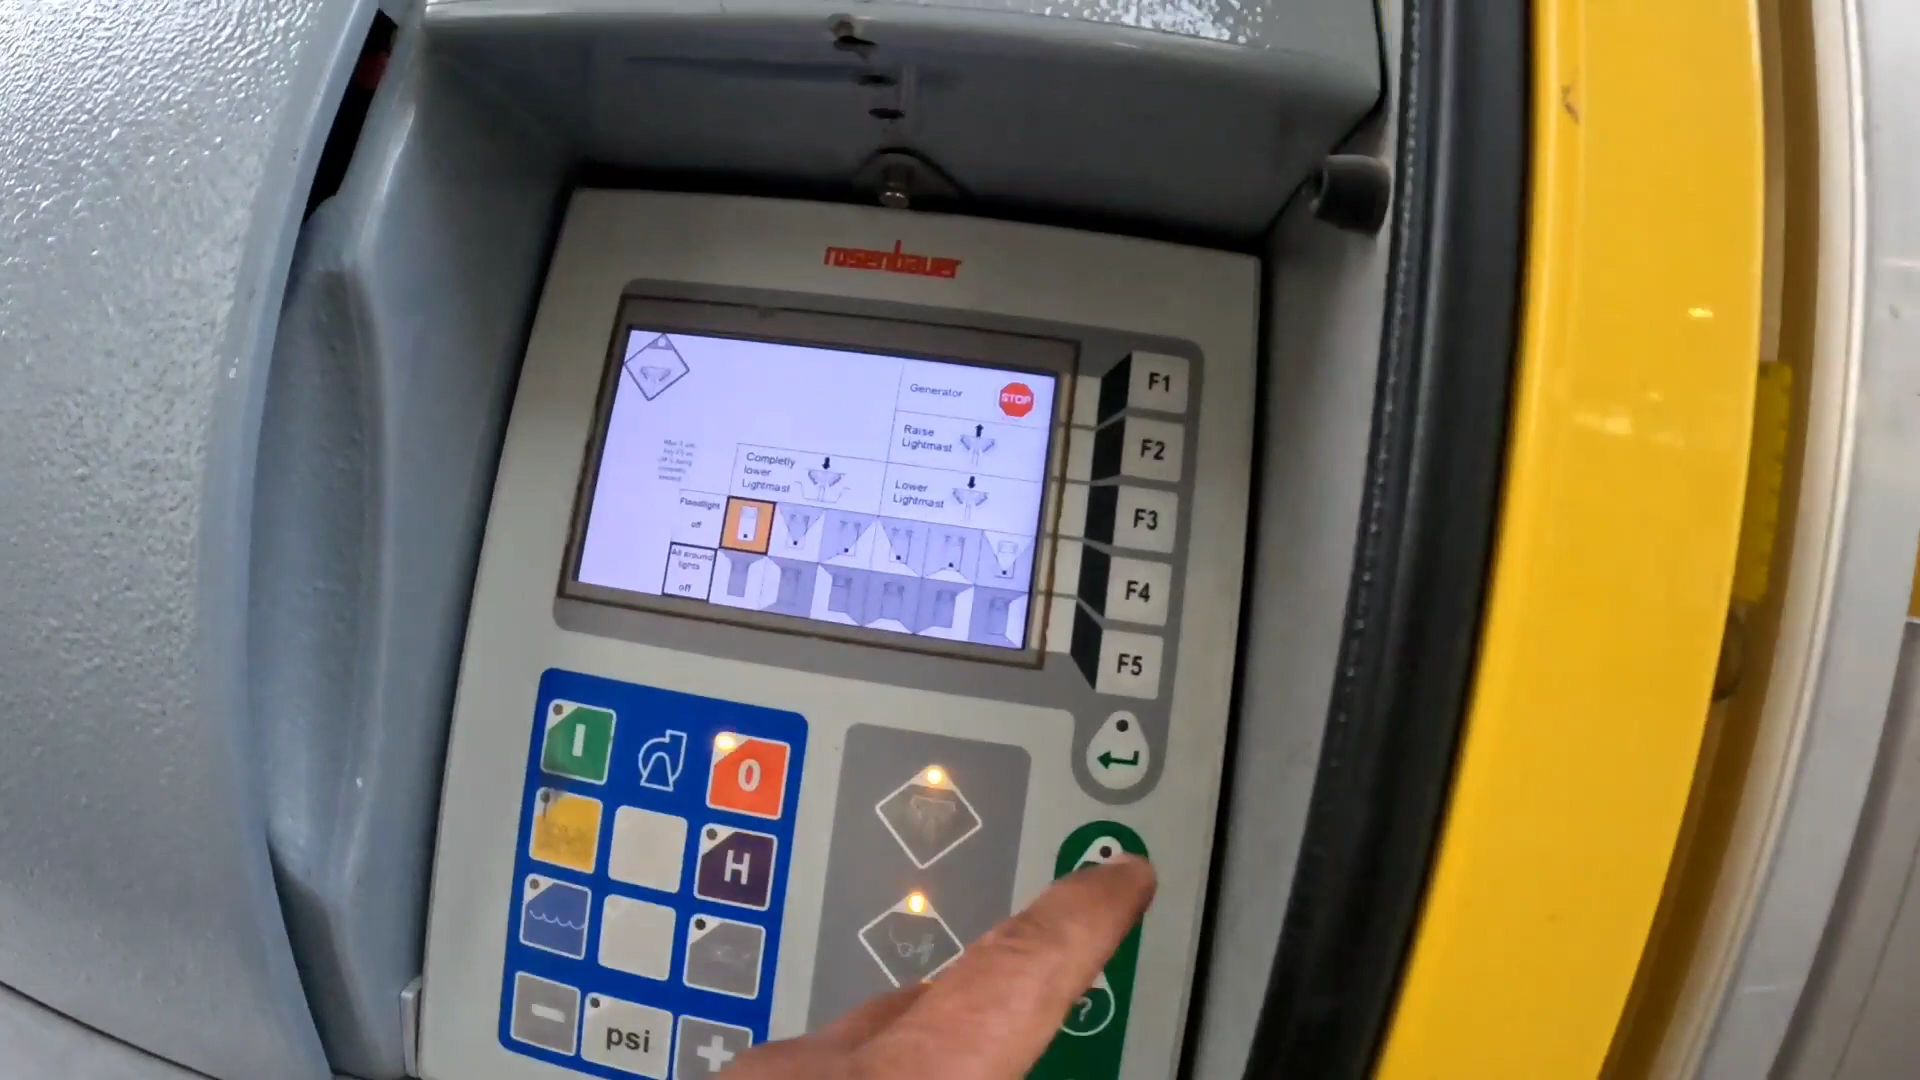 rosenbauer
Generator
STOP
Raise
Lightmast
Completly
lower
Lightmast
Lower
Lightmast
Floodlight
off
All around
lights
off
F1
F2
F3
F4
F5
I
0
H
psi
?